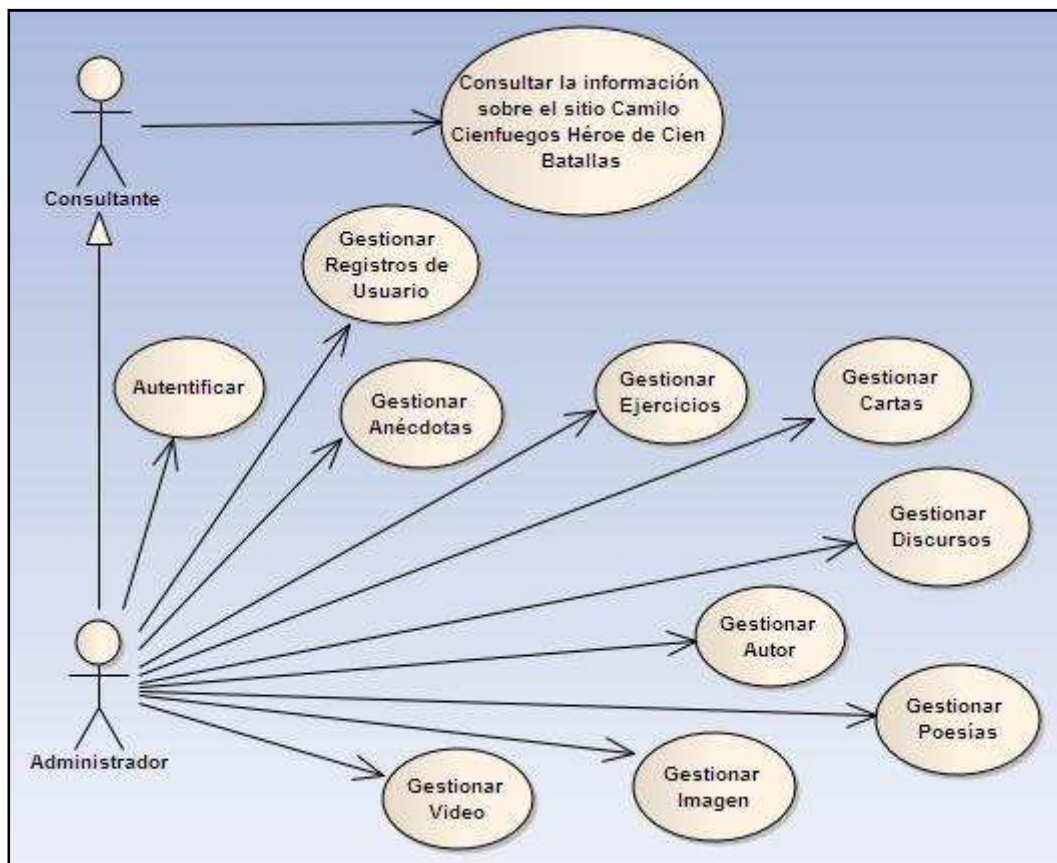 Consultar la información
sobre el sitio Camilo
Cienfuegos Héroe de Cien
Batallas
Consultante
Gestionar
Registros de
Usuario
Autentificar
Gestionar
Anécdotas
Gestionar
Ejercicios
Gestionar
Cartas
Gestionar
Discursos
Gestionar
Autor
Gestionar
Poesías
Administrador
Gestionar
Video
Gestionar
Imagen